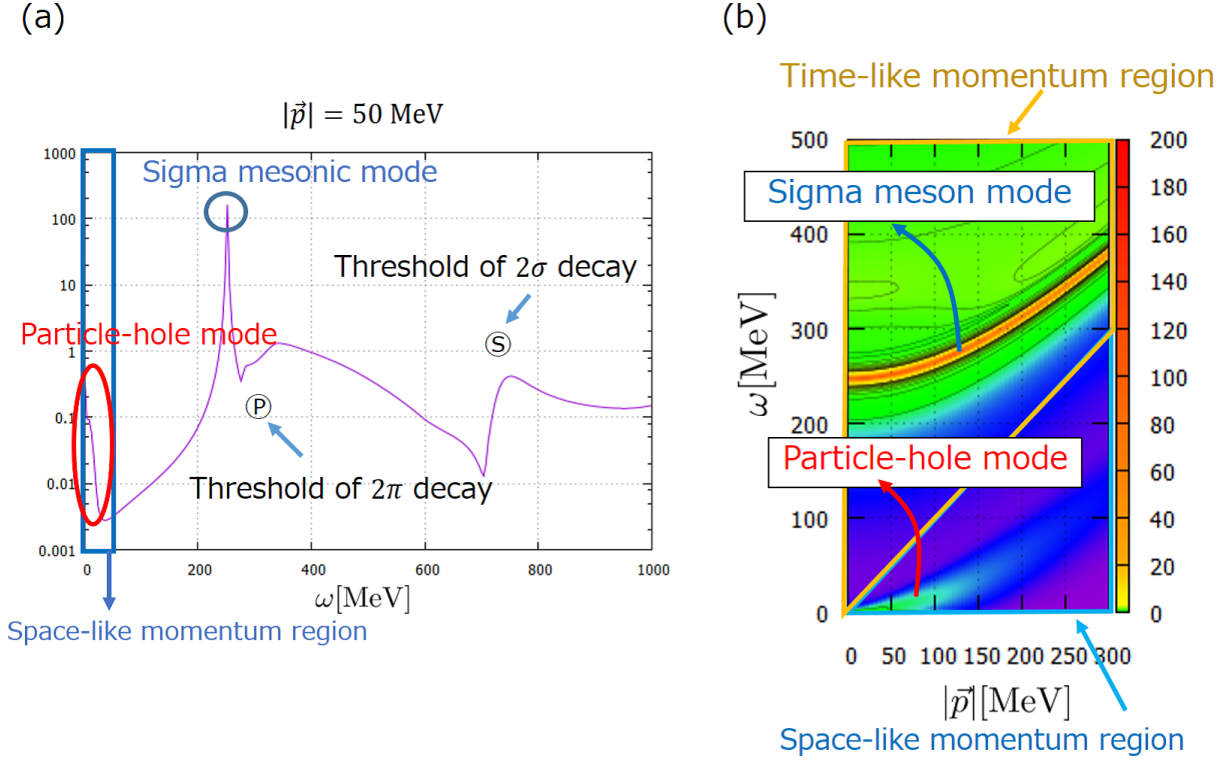 (a)
|p⃗| = 50 MeV
1000
100
10
1
0.1
0.01
0.001
Sigma mesonic mode
Threshold of 2σ decay
Ⓢ
Particle-hole mode
Ⓟ
Threshold of 2π decay
0 200 400 600 800 1000
ω[MeV]
Space-like momentum region
(b)
Time-like momentum region
500
400
300
200
100
0
ω[MeV]
Sigma meson mode
Particle-hole mode
200
180
160
140
120
100
80
60
40
20
0
0 50 100 150 200 250 300
|p⃗|[MeV]
Space-like momentum region